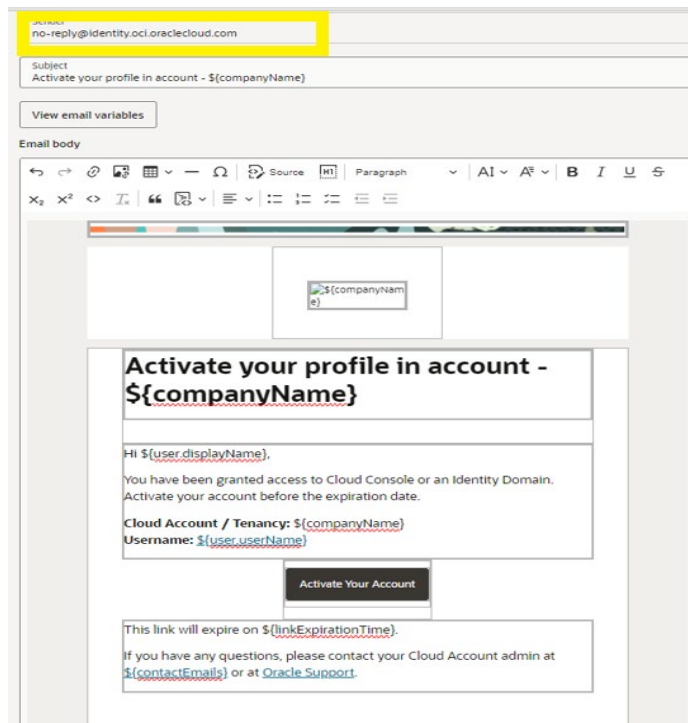 Sender
no-reply@identity.oci.oraclecloud.com
Subject
Activate your profile in account - ${companyName}
View email variables
Email body
Source
H1
Paragraph
AI
A
B I U S
X₂ X²
${companyNam
e}
Activate your profile in account -
${companyName}
Hi ${user.displayName},
You have been granted access to Cloud Console or an Identity Domain.
Activate your account before the expiration date.
Cloud Account / Tenancy: ${companyName}
Username: ${user.userName}
Activate Your Account
This link will expire on ${linkExpirationTime}.
If you have any questions, please contact your Cloud Account admin at
${contactEmails} or at Oracle Support.